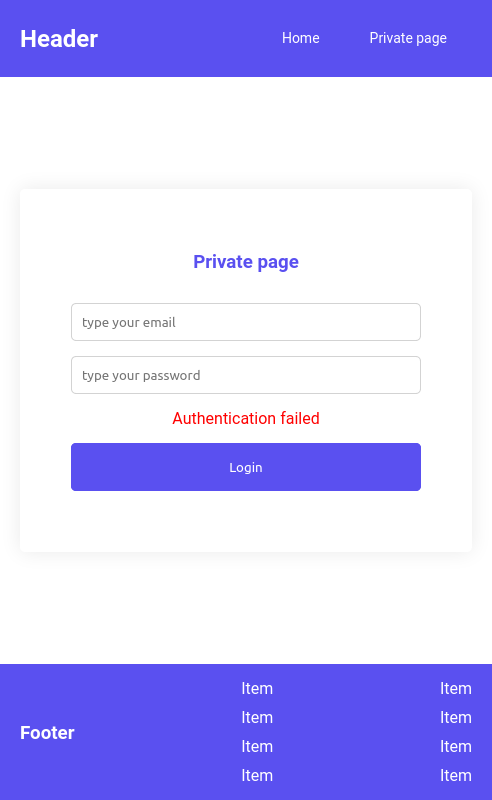 Header
Home
Private page
Private page
type your email
type your password
Authentication failed
Login
Footer
Item
Item
Item
Item
Item
Item
Item
Item